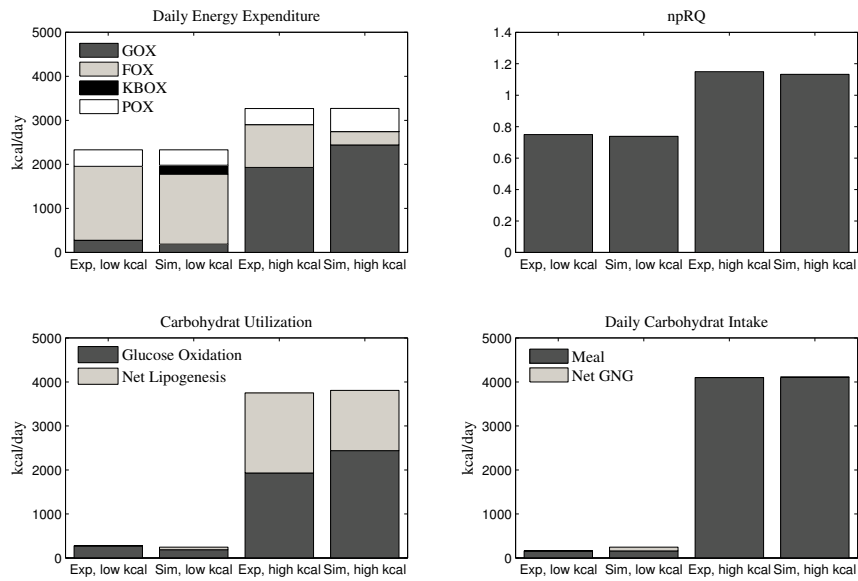 Daily Energy Expenditure
5000
4000
3000
2000
1000
0
kcal/day
GOX
FOX
KBOX
POX
Exp, low kcal Sim, low kcal Exp, high kcal Sim, high kcal
npRQ
1.4
1.2
1
0.8
0.6
0.4
0.2
0
Exp, low kcal Sim, low kcal Exp, high kcal Sim, high kcal
Carbohydrat Utilization
5000
4000
3000
2000
1000
0
kcal/day
Glucose Oxidation
Net Lipogenesis
Exp, low kcal Sim, low kcal Exp, high kcal Sim, high kcal
Daily Carbohydrat Intake
5000
4000
3000
2000
1000
0
kcal/day
Meal
Net GNG
Exp, low kcal Sim, low kcal Exp, high kcal Sim, high kcal